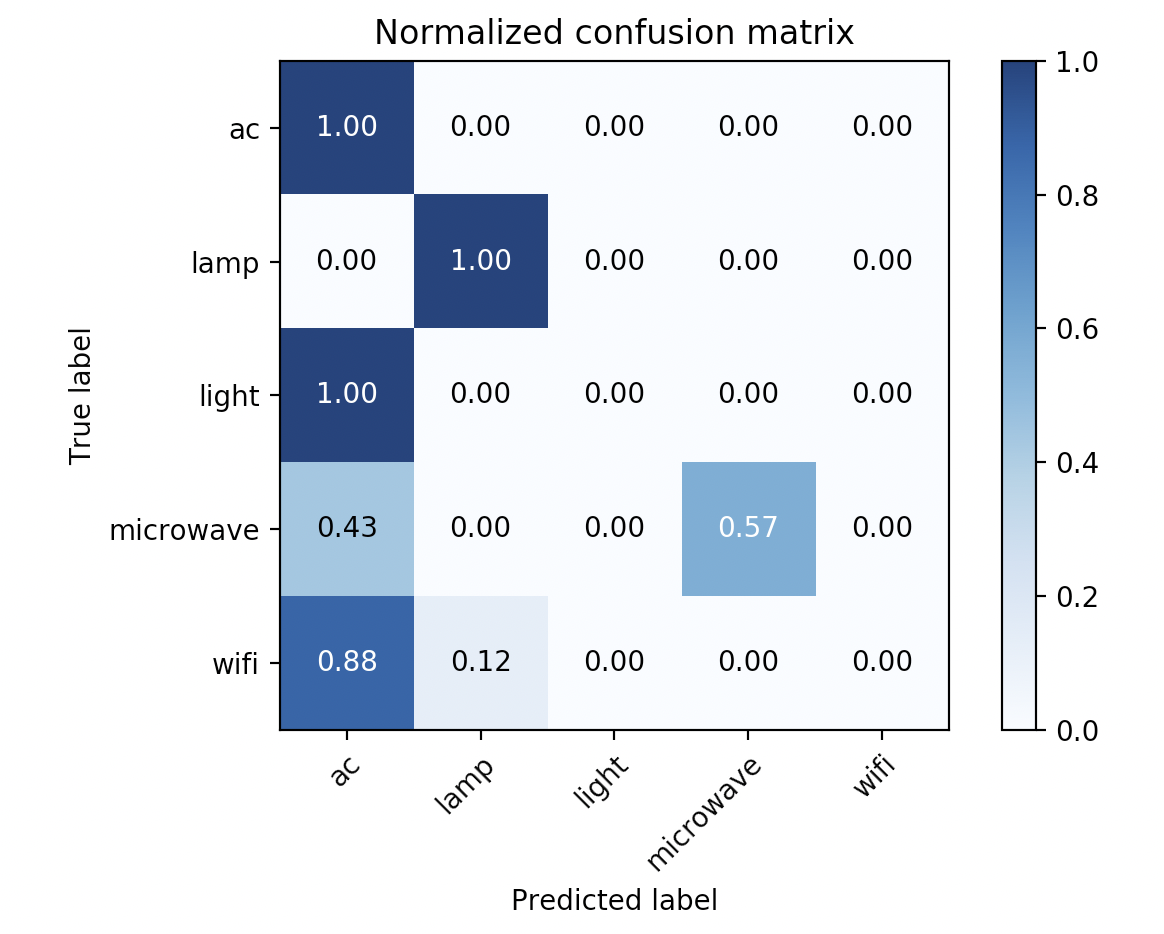 Normalized confusion matrix
ac 1.00 0.00 0.00 0.00 0.00
lamp 0.00 1.00 0.00 0.00 0.00
light 1.00 0.00 0.00 0.00 0.00
microwave 0.43 0.00 0.00 0.57 0.00
wifi 0.88 0.12 0.00 0.00 0.00
True label
ac lamp light microwave wifi
Predicted label
1.0
0.8
0.6
0.4
0.2
0.0